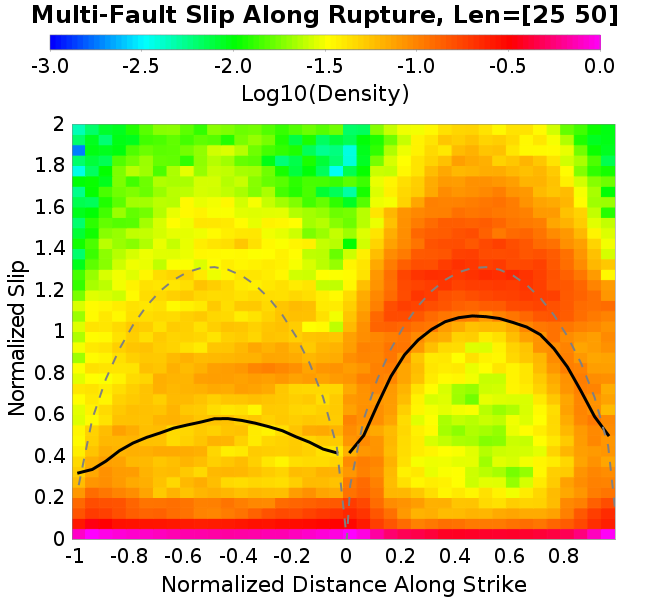 Multi-Fault Slip Along Rupture, Len=[25 50]
-3.0 -2.5 -2.0 -1.5 -1.0 -0.5 0.0
Log10(Density)
2
1.8
1.6
1.4
1.2
1
0.8
0.6
0.4
0.2
0
Normalized Slip
-1 -0.8 -0.6 -0.4 -0.2 0 0.2 0.4 0.6 0.8
Normalized Distance Along Strike